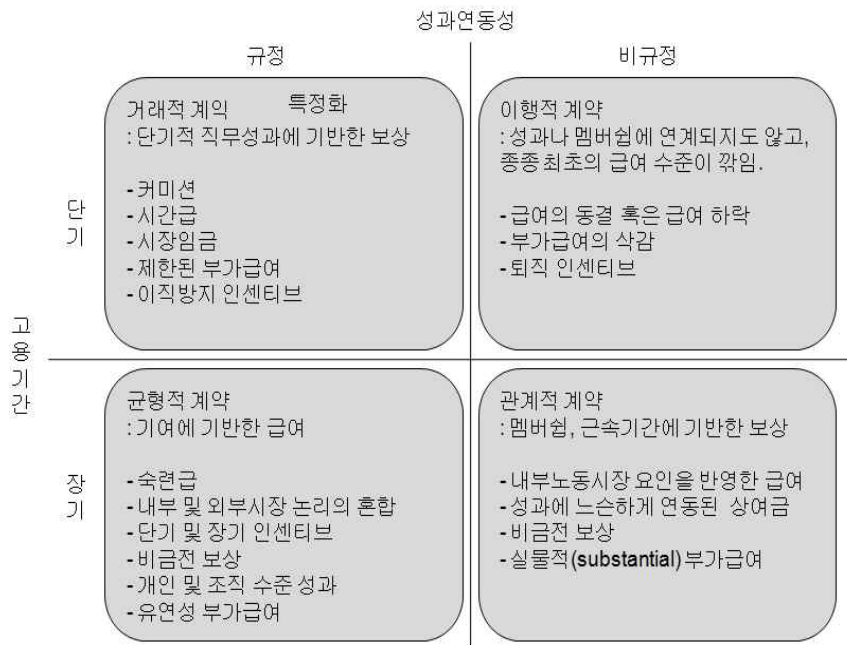 성과연동성
규정
비규정
고용기간
단기
거래적 계익 특정화
: 단기적 직무성과에 기반한 보상
- 커미션
- 시간급
- 시장임금
- 제한된 부가급여
- 이직방지 인센티브
이행적 계약
: 성과나 멤버쉽에 연계되지도 않고,
종종 최초의 급여 수준이 깎임.
- 급여의 동결 혹은 급여 하락
- 부가급여의 삭감
- 퇴직 인센티브
장기
균형적 계약
: 기여에 기반한 급여
- 숙련급
- 내부 및 외부시장 논리의 혼합
- 단기 및 장기 인센티브
- 비금전 보상
- 개인 및 조직 수준 성과
- 유연성 부가급여
관계적 계약
: 멤버쉽, 근속기간에 기반한 보상
- 내부노동시장 요인을 반영한 급여
- 성과에 느슨하게 연동된 상여금
- 비금전 보상
- 실물적(substantial) 부가급여